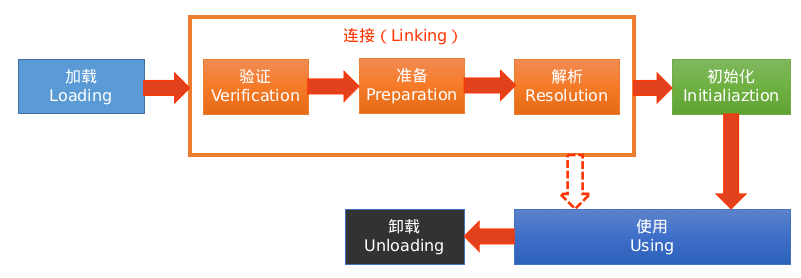 连接（Linking）
加载
Loading
验证
Verification
准备
Preparation
解析
Resolution
初始化
Initialiaztion
卸载
Unloading
使用
Using